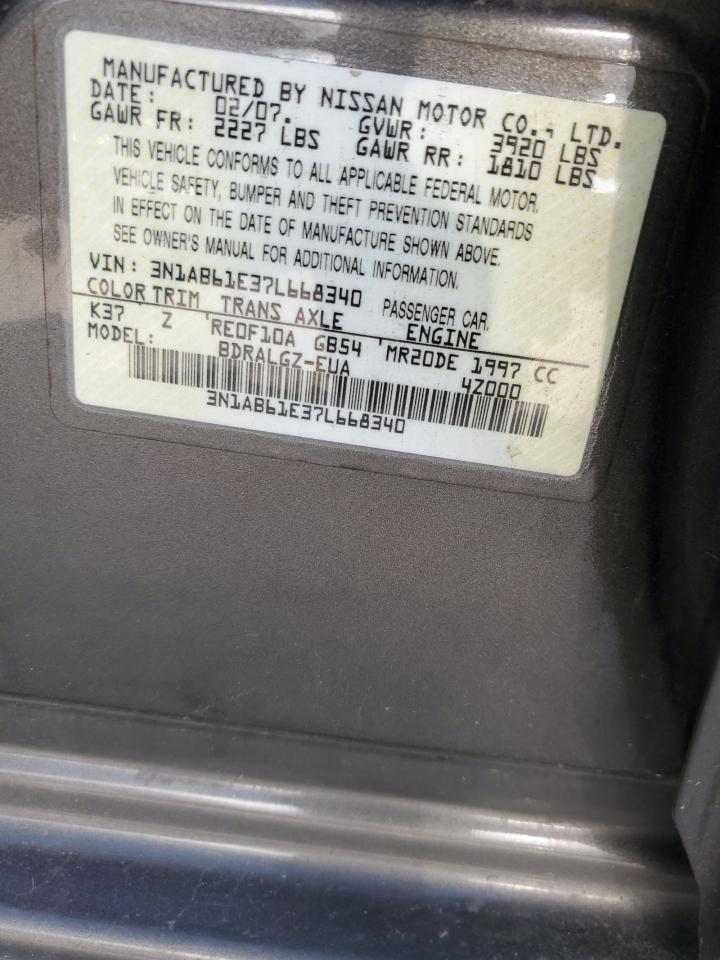 MANUFACTURED BY NISSAN MOTOR CO., LTD.
DATE: 02/07. GVWR: 3920 LBS
GAWR FR: 2227 LBS GAWR RR: 1810 LBS
THIS VEHICLE CONFORMS TO ALL APPLICABLE FEDERAL MOTOR
VEHICLE SAFETY, BUMPER AND THEFT PREVENTION STANDARDS
IN EFFECT ON THE DATE OF MANUFACTURE SHOWN ABOVE.
SEE OWNER'S MANUAL FOR ADDITIONAL INFORMATION.
VIN: 3N1AB61E37L668340 PASSENGER CAR.
COLOR TRIM TRANS AXLE ENGINE
K37 Z 'RE0F10A GB54 'MR20DE 1997 CC
MODEL: BDRALGZ-EUA 4Z000
3N1AB61E37L668340